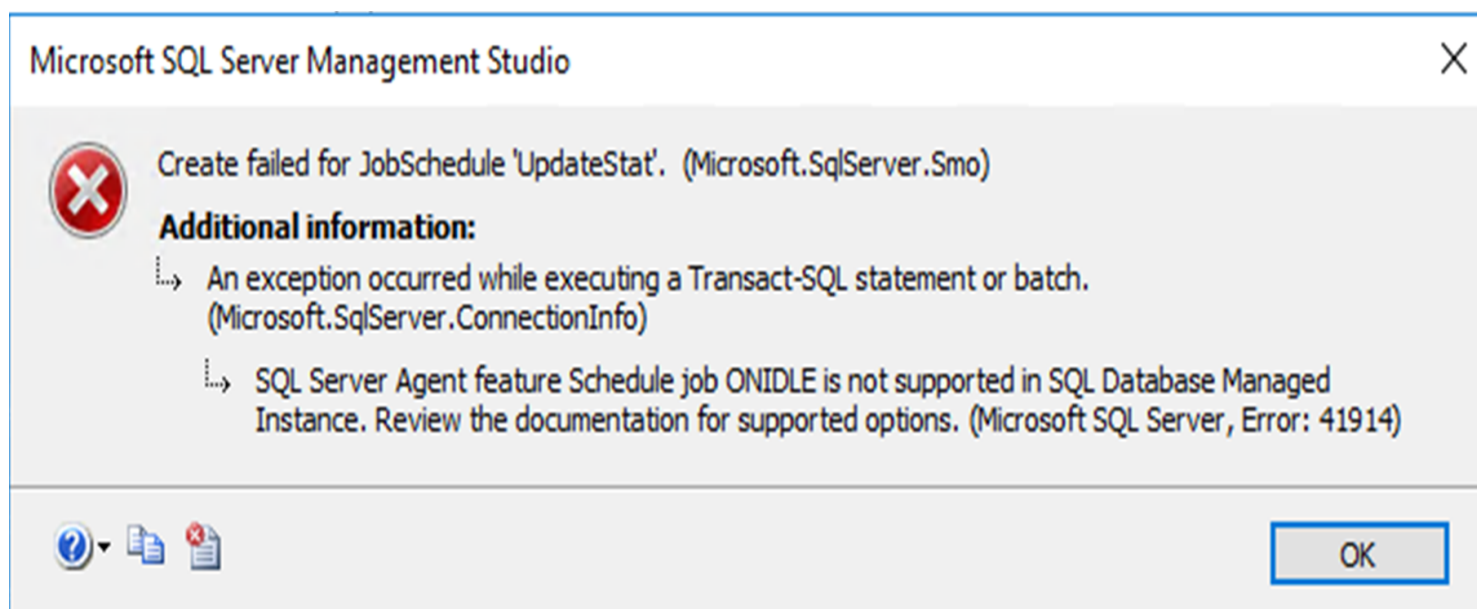 Microsoft SQL Server Management Studio
Create failed for JobSchedule 'UpdateStat'. (Microsoft.SqlServer.Smo)
Additional information:
An exception occurred while executing a Transact-SQL statement or batch.
(Microsoft.SqlServer.ConnectionInfo)
SQL Server Agent feature Schedule job ONIDLE is not supported in SQL Database Managed
Instance. Review the documentation for supported options. (Microsoft SQL Server, Error: 41914)
OK